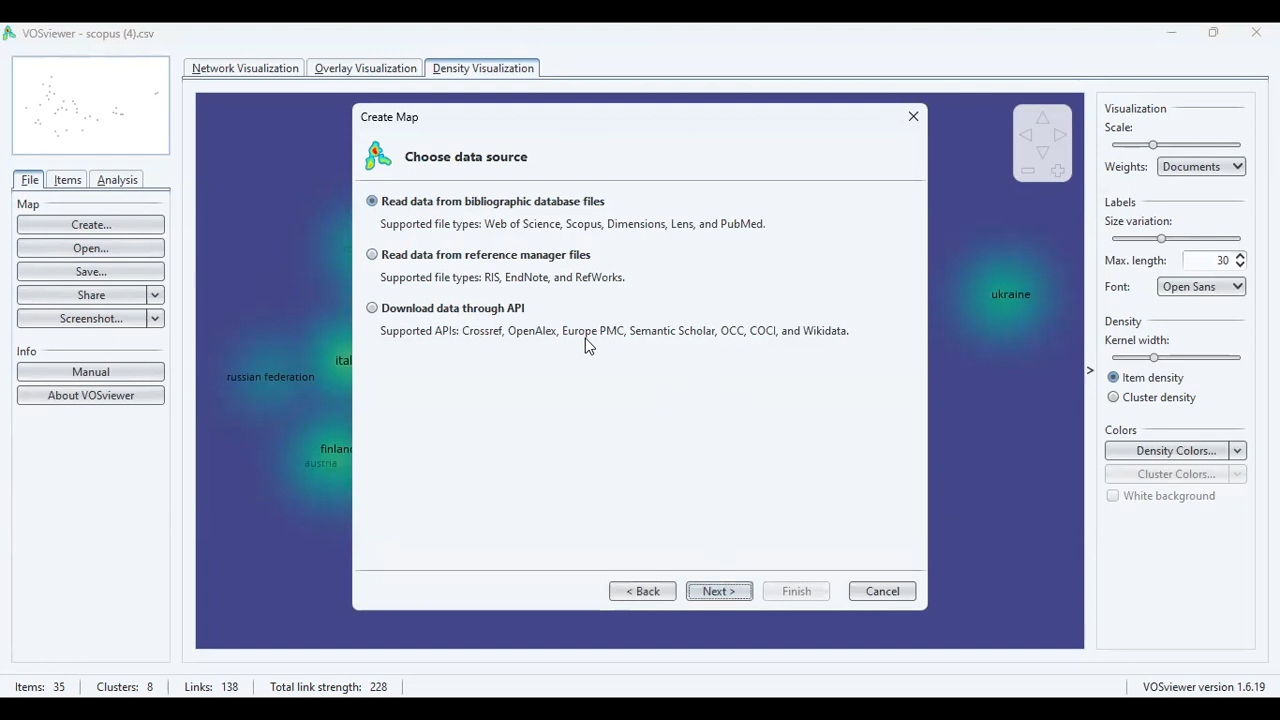 VOSviewer - scopus (4).csv
Network Visualization
Overlay Visualization
Density Visualization
File
Items
Analysis
Map
Create...
Open...
Save...
Share
Screenshot...
Info
Manual
About VOSviewer
Create Map
Choose data source
Read data from bibliographic database files
Supported file types: Web of Science, Scopus, Dimensions, Lens, and PubMed.
Read data from reference manager files
Supported file types: RIS, EndNote, and RefWorks.
Download data through API
Supported APIs: Crossref, OpenAlex, Europe PMC, Semantic Scholar, OCC, COCI, and Wikidata.
< Back
Next >
Finish
Cancel
ital
russian federation
finland
austria
ukraine
>
Visualization
Scale:
Weights: Documents
Labels
Size variation:
Max. length: 30
Font: Open Sans
Density
Kernel width:
Item density
Cluster density
Colors
Density Colors...
Cluster Colors...
White background
Items: 35
Clusters: 8
Links: 138
Total link strength: 228
VOSviewer version 1.6.19